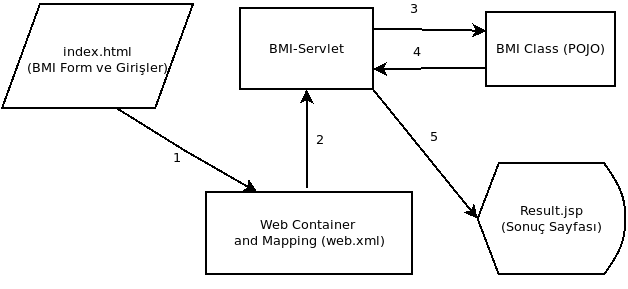 index.html
(BMI Form ve Girişler)
1
BMI-Servlet
2
3
4
BMI Class (POJO)
5
Web Container
and Mapping (web.xml)
Result.jsp
(Sonuç Sayfası)